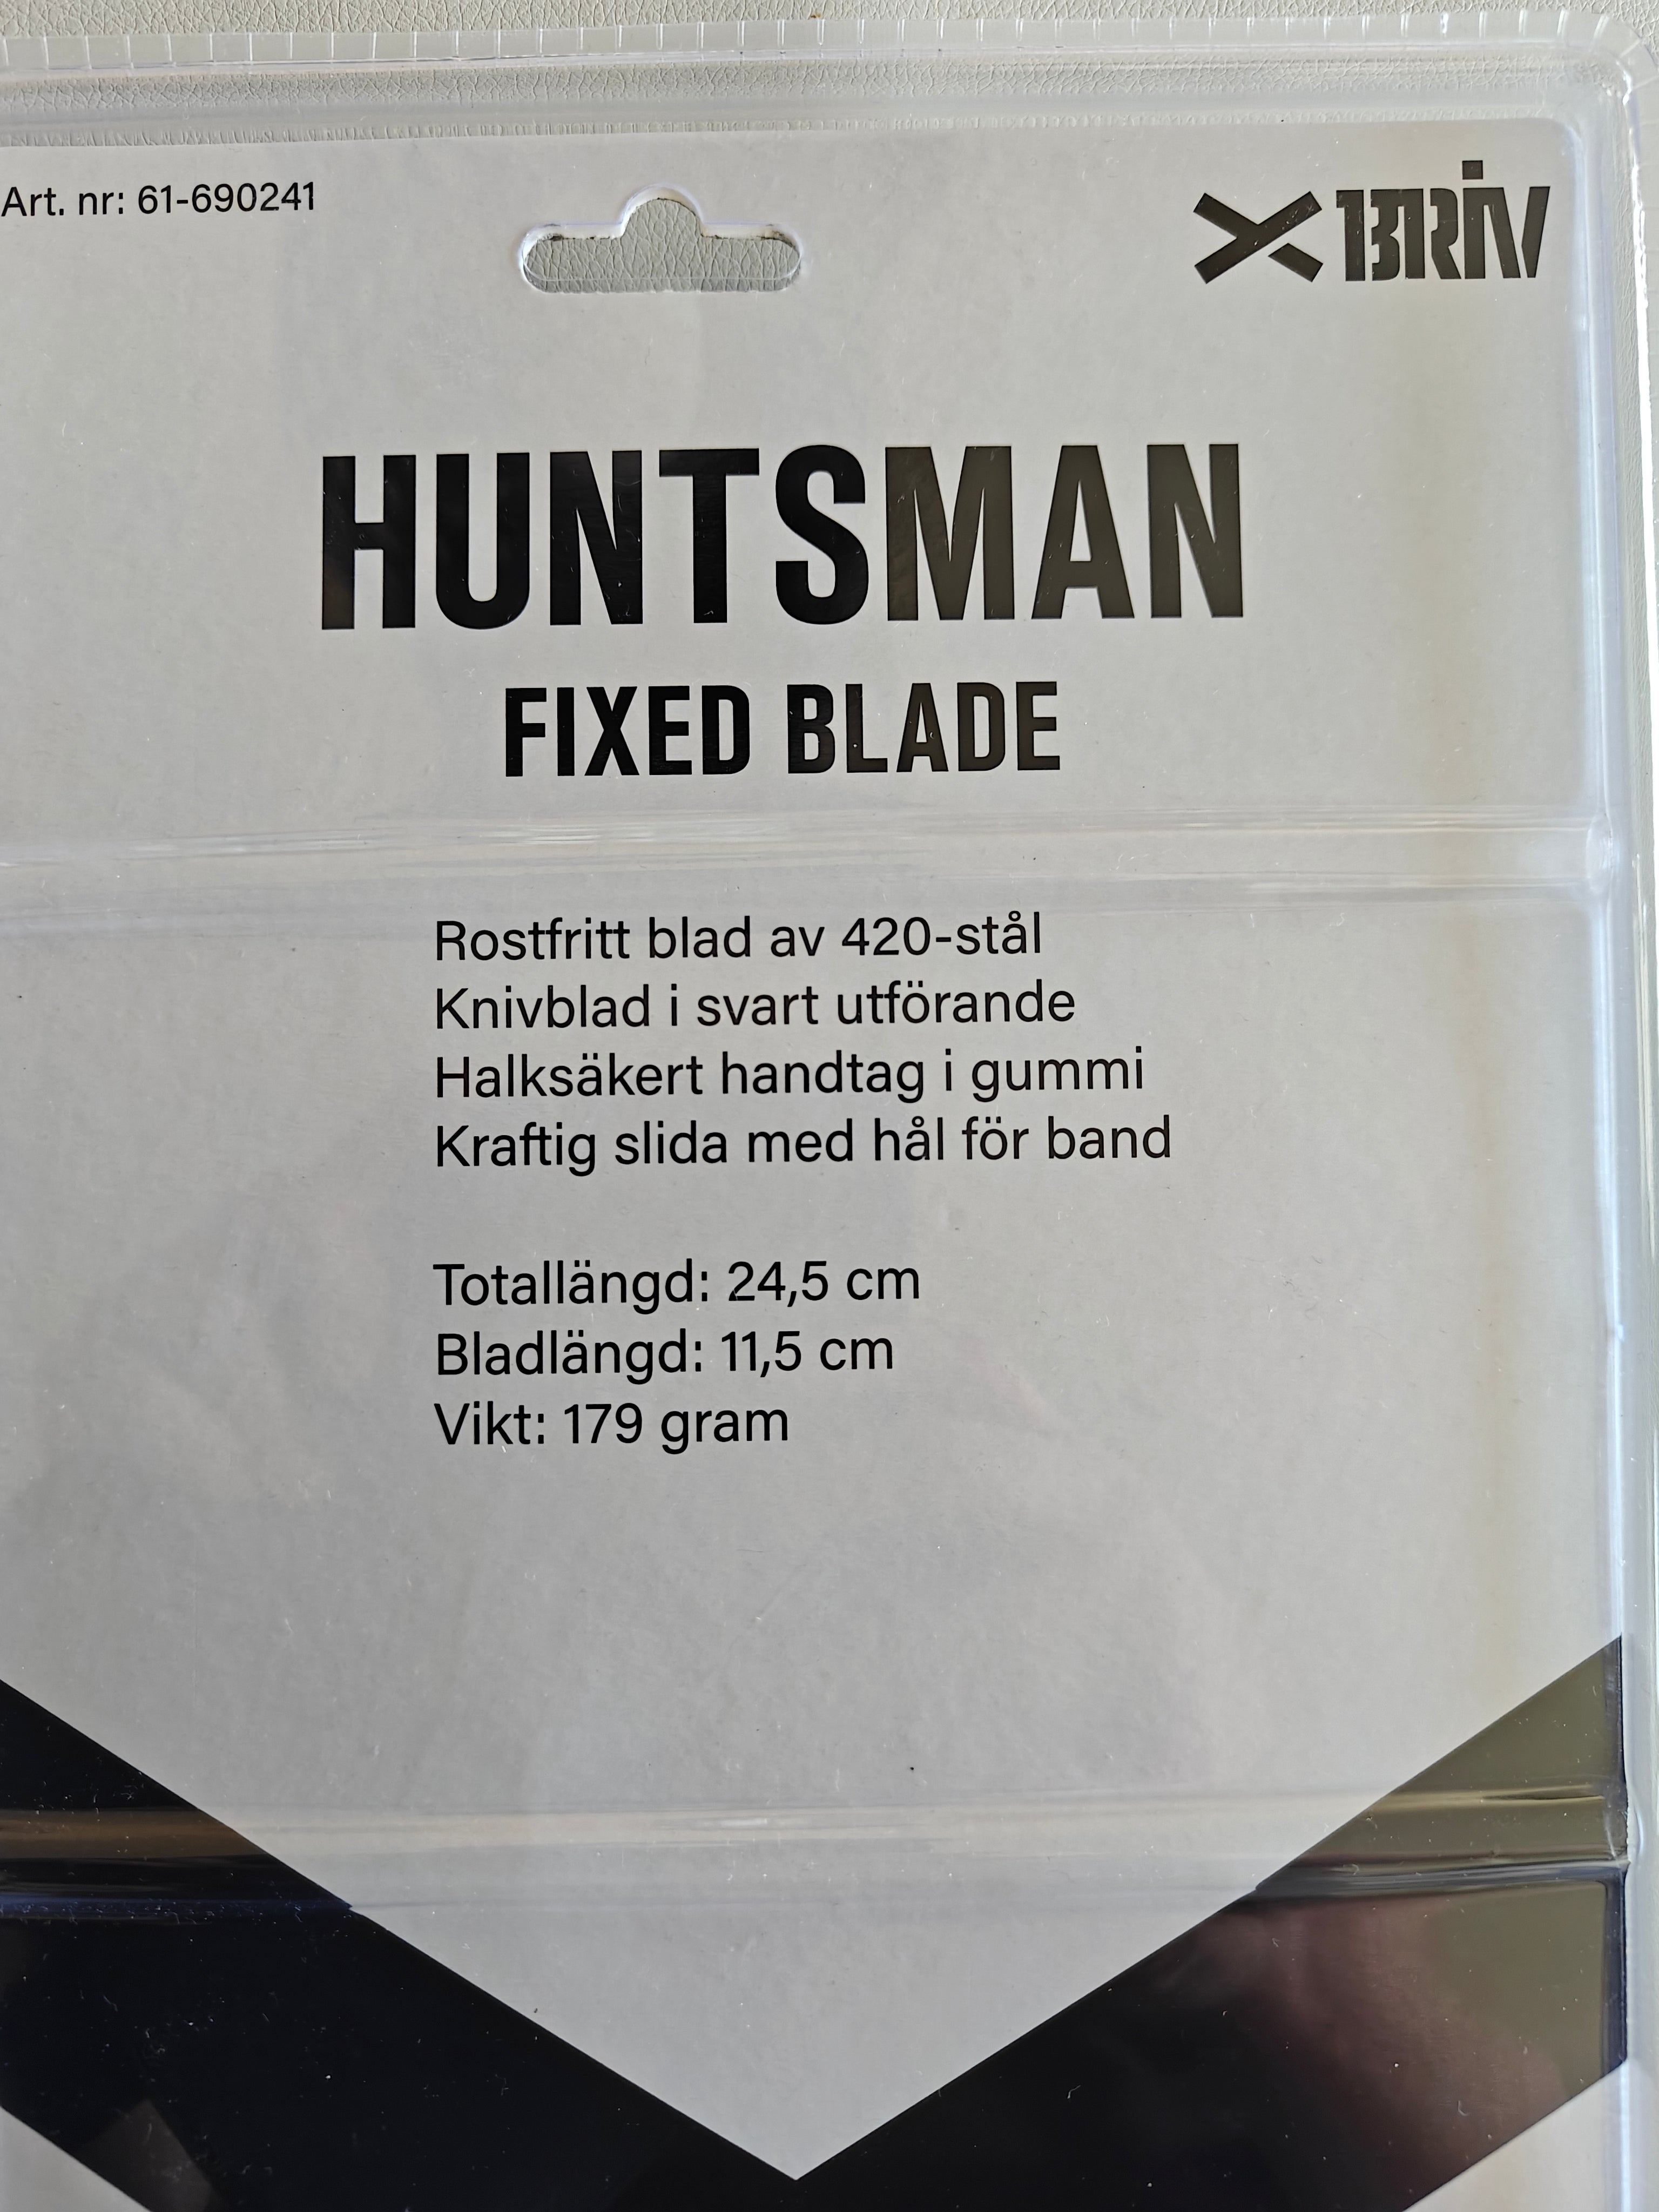 Art. nr: 61-690241
BRIV
HUNTSMAN
FIXED BLADE
Rostfritt blad av 420-stål
Knivblad i svart utförande
Halksäkert handtag i gummi
Kraftig slida med hål för band
Totallängd: 24,5 cm
Bladlängd: 11,5 cm
Vikt: 179 gram